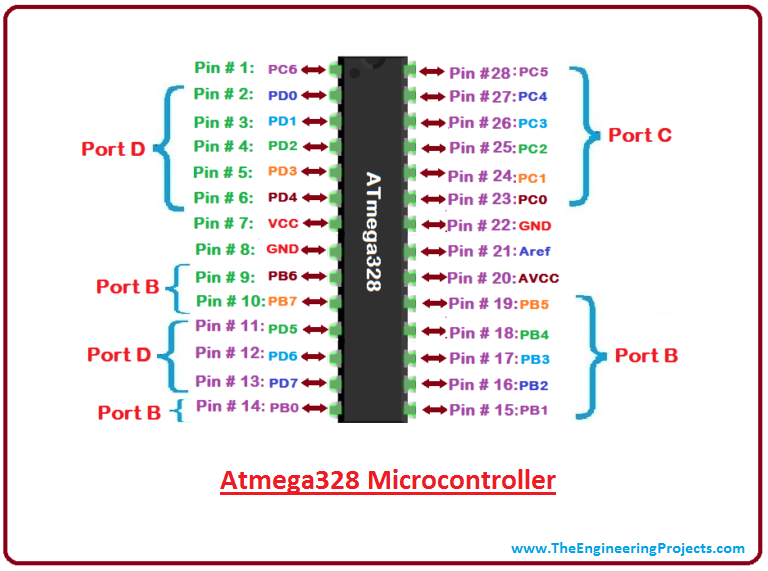 Pin # 1: PC6
Pin # 2: PD0
Pin # 3: PD1
Pin # 4: PD2
Pin # 5: PD3
Pin # 6: PD4
Pin # 7: VCC
Pin # 8: GND
Pin # 9: PB6
Pin # 10: PB7
Pin # 11: PD5
Pin # 12: PD6
Pin # 13: PD7
Pin # 14: PB0
Port D
Port B
Port D
Port B
ATmega328
Pin #28: PC5
Pin # 27: PC4
Pin # 26: PC3
Pin # 25: PC2
Pin # 24: PC1
Pin # 23: PC0
Pin # 22: GND
Pin # 21: Aref
Pin # 20: AVCC
Pin # 19: PB5
Pin # 18: PB4
Pin # 17: PB3
Pin # 16: PB2
Pin # 15: PB1
Port C
Port B
Atmega328 Microcontroller
www.TheEngineeringProjects.com